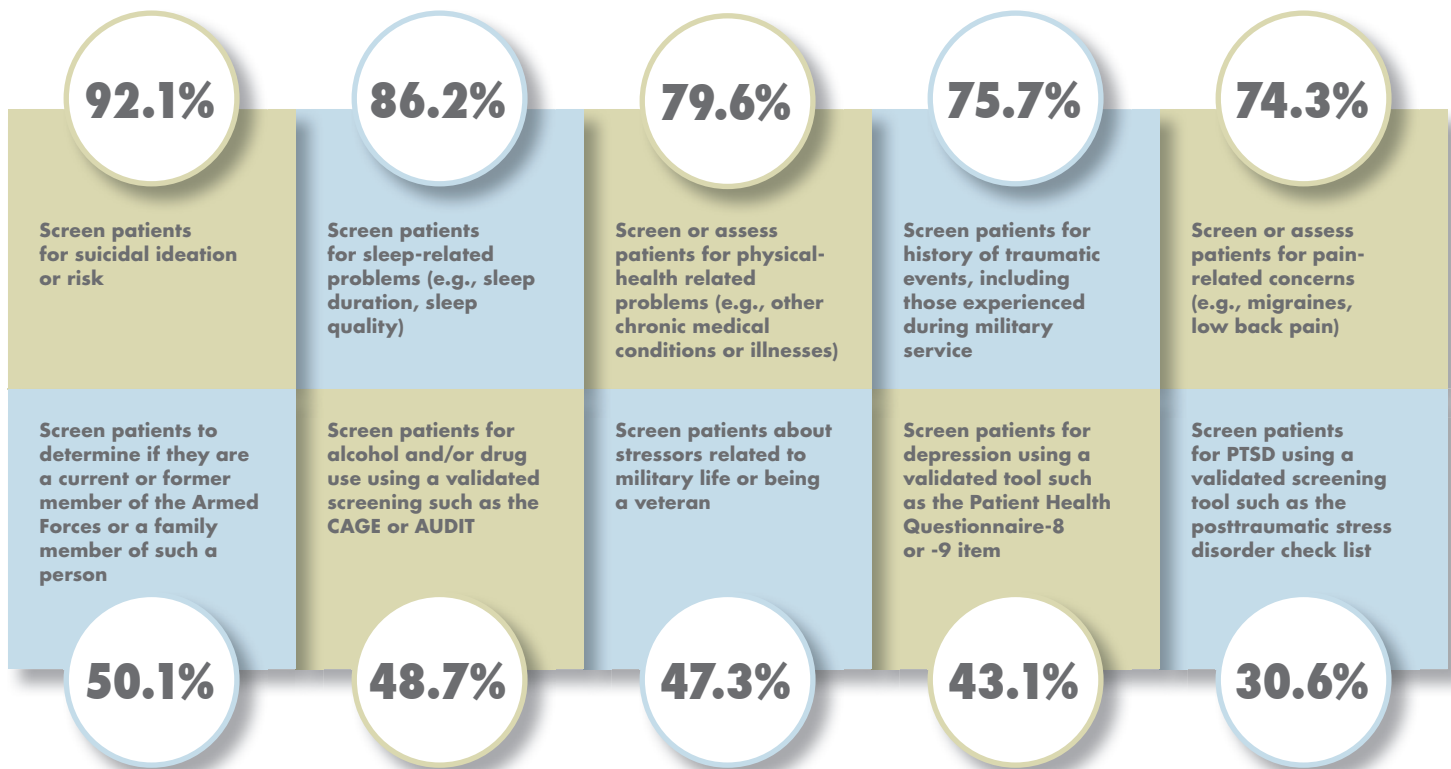 92.1%
86.2%
79.6%
75.7%
74.3%
Screen patients
for suicidal ideation
or risk
Screen patients
for sleep-related
problems (e.g., sleep
duration, sleep
quality)
Screen or assess
patients for physical-
health related
problems (e.g., other
chronic medical
conditions or illnesses)
Screen patients for
history of traumatic
events, including
those experienced
during military
service
Screen or assess
patients for pain-
related concerns
(e.g., migraines,
low back pain)
Screen patients to
determine if they are
a current or former
member of the Armed
Forces or a family
member of such a
person
Screen patients for
alcohol and/or drug
use using a validated
screening such as the
CAGE or AUDIT
Screen patients about
stressors related to
military life or being
a veteran
Screen patients for
depression using a
validated tool such
as the Patient Health
Questionnaire-8
or -9 item
Screen patients
for PTSD using a
validated screening
tool such as the
posttraumatic stress
disorder check list
50.1%
48.7%
47.3%
43.1%
30.6%